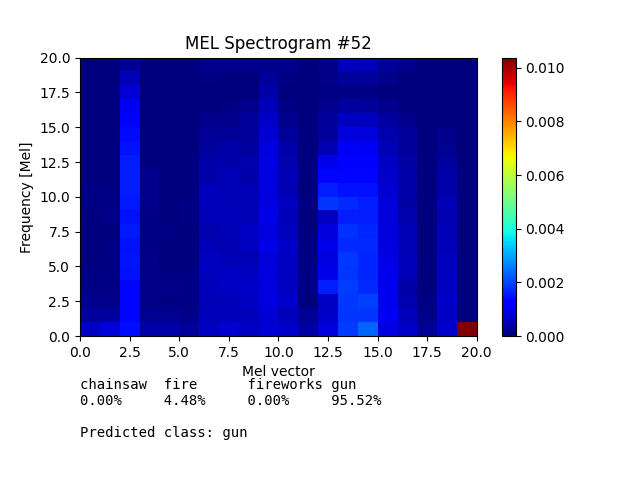 MEL Spectrogram #52
Frequency [Mel]
20.0
17.5
15.0
12.5
10.0
7.5
5.0
2.5
0.0
0.0 2.5 5.0 7.5 10.0 12.5 15.0 17.5 20.0
Mel vector
0.010
0.008
0.006
0.004
0.002
0.000
chainsaw fire fireworks gun
0.00% 4.48% 0.00% 95.52%
Predicted class: gun